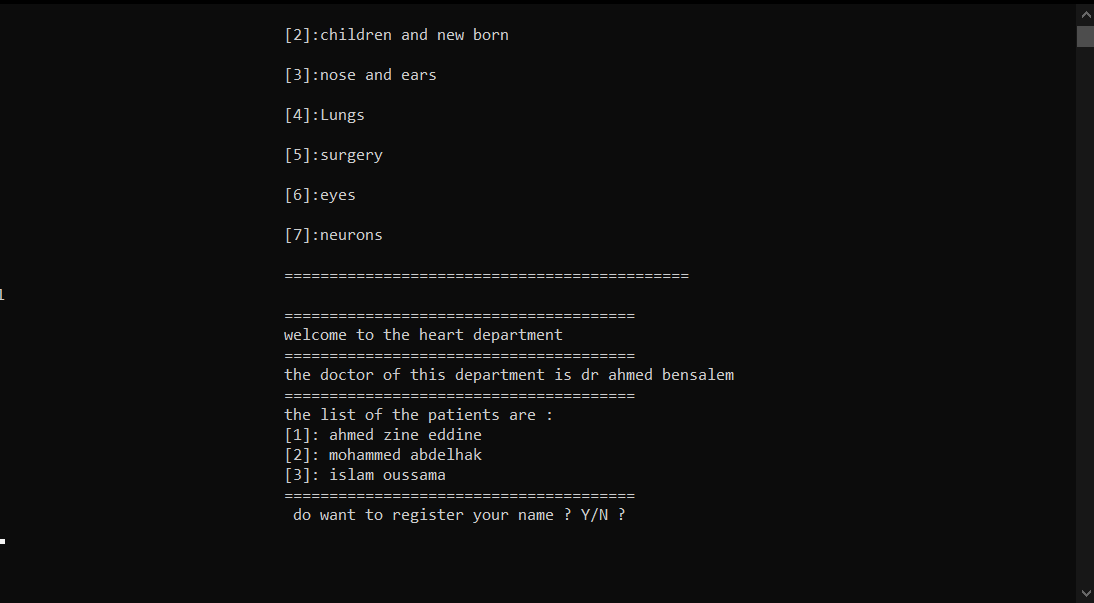 [2]:children and new born
[3]:nose and ears
[4]:Lungs
[5]:surgery
[6]:eyes
[7]:neurons
=============================================
1
=======================================
welcome to the heart department
=======================================
the doctor of this department is dr ahmed bensalem
=======================================
the list of the patients are :
[1]: ahmed zine eddine
[2]: mohammed abdelhak
[3]: islam oussama
=======================================
do want to register your name ? Y/N ?